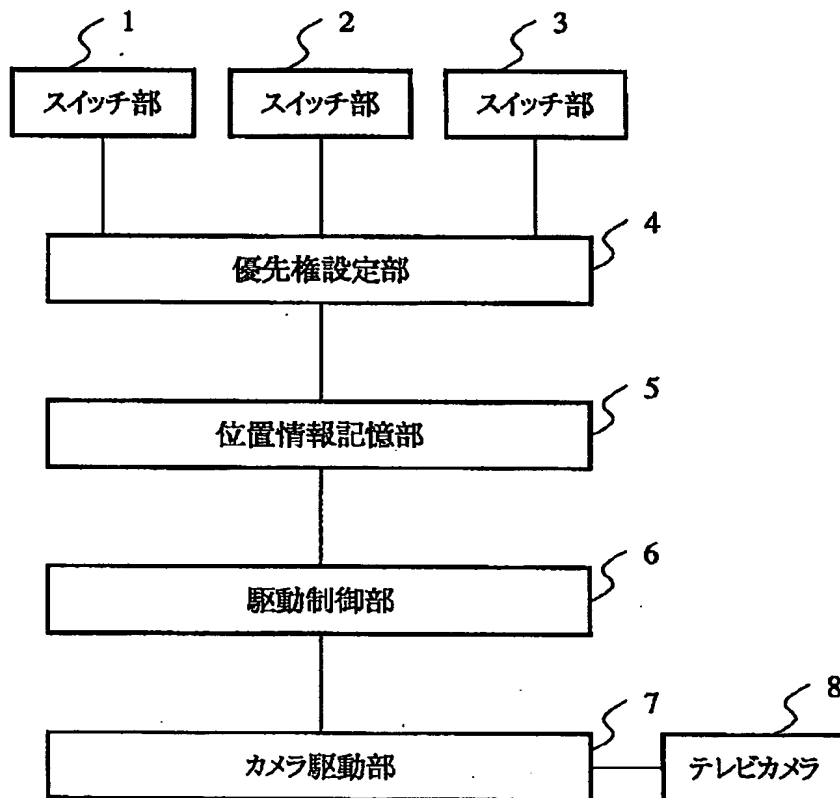 1 2 3
スイッチ部 スイッチ部 スイッチ部
4
優先権設定部
5
位置情報記憶部
6
駆動制御部
7 8
カメラ駆動部 テレビカメラ